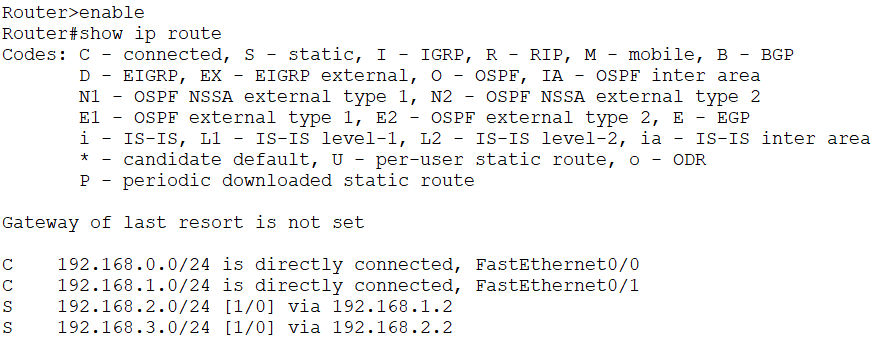 Router>enable
Router#show ip route
Codes: C - connected, S - static, I - IGRP, R - RIP, M - mobile, B - BGP
       D - EIGRP, EX - EIGRP external, O - OSPF, IA - OSPF inter area
       N1 - OSPF NSSA external type 1, N2 - OSPF NSSA external type 2
       E1 - OSPF external type 1, E2 - OSPF external type 2, E - EGP
       i - IS-IS, L1 - IS-IS level-1, L2 - IS-IS level-2, ia - IS-IS inter area
       * - candidate default, U - per-user static route, o - ODR
       P - periodic downloaded static route

Gateway of last resort is not set

C    192.168.0.0/24 is directly connected, FastEthernet0/0
C    192.168.1.0/24 is directly connected, FastEthernet0/1
S    192.168.2.0/24 [1/0] via 192.168.1.2
S    192.168.3.0/24 [1/0] via 192.168.2.2